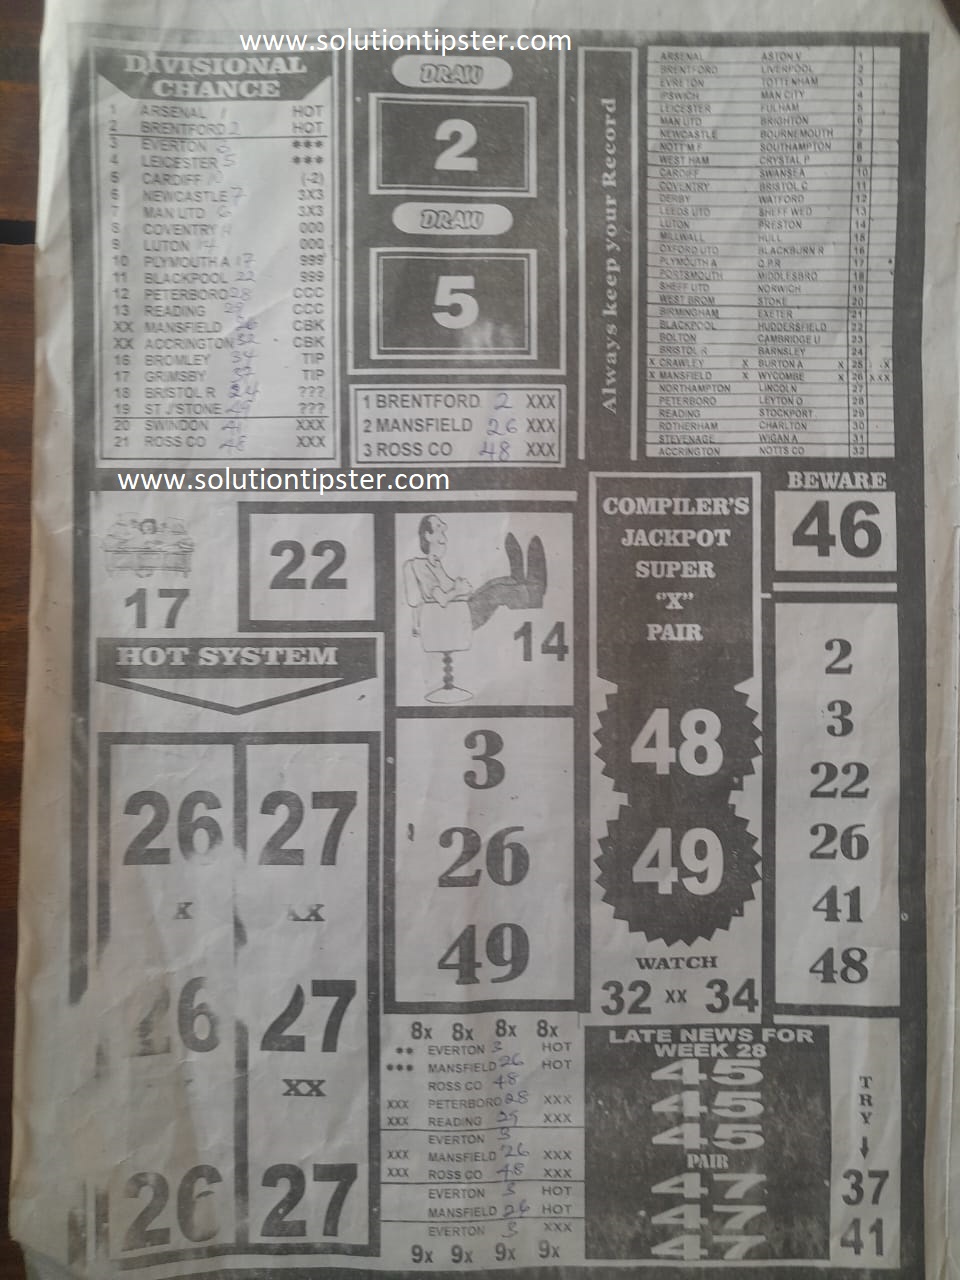 www.solutiontipster.com
DIVISIONAL
CHANCE
1 ARSENAL 1 HOT
2 BRENTFORD 2 HOT
3 EVERTON 3 ***
4 LEICESTER 5 ***
5 CARDIFF 10 (-2)
6 NEWCASTLE 7 3X3
7 MAN UTD 6 3X3
8 COVENTRY 11 000
9 LUTON 14 000
10 PLYMOUTH A 17 999
11 BLACKPOOL 22 999
12 PETERBORO 28 CCC
13 READING 29 CCC
XX MANSFIELD 26 CBK
XX ACCRINGTON 32 CBK
16 BROMLEY 34 TIP
17 GRIMSBY 37 TIP
18 BRISTOL R 24 ???
19 ST J/STONE 49 ???
20 SWINDON 41 XXX
21 ROSS CO 48 XXX
DRAW
2
DRAW
5
1 BRENTFORD 2 XXX
2 MANSFIELD 26 XXX
3 ROSS CO 48 XXX
Always keep your Record
ARSENAL ASTON V 1
BRENTFORD LIVERPOOL 2
EVRETON TOTTENHAM 3
IPSWICH MAN CITY 4
LEICESTER FULHAM 5
MAN UTD BRIGHTON 6
NEWCASTLE BOURNEMOUTH 7
NOTT'M F SOUTHAMPTON 8
WEST HAM CRYSTAL P 9
CARDIFF SWANSEA 10
COVENTRY BRISTOL C 11
DERBY WATFORD 12
LEEDS UTD SHEFF WED 13
LUTON PRESTON 14
MILLWALL HULL 15
OXFORD UTD BLACKBURN R 16
PLYMOUTH A Q.P.R 17
PORTSMOUTH MIDDLESBRO 18
SHEFF UTD NORWICH 19
WEST BROM STOKE 20
BIRMINGHAM EXETER 21
BLACKPOOL HUDDERSFIELD 22
BOLTON CAMBRIDGE U 23
BRISTOL R BARNSLEY 24
X CRAWLEY X BURTON A X 25 X
X MANSFIELD X WYCOMBE X 26 XXX
NORTHAMPTON LINCOLN 27
PETERBORO LEYTON O 28
READING STOCKPORT 29
ROTHERHAM CHARLTON 30
STEVENAGE WIGAN A 31
ACCRINGTON NOTTS CO 32
www.solutiontipster.com
17
22
14
HOT SYSTEM
26 27
X XX
26 27
XX
26 27
3
26
49
8x 8x 8x 8x
** EVERTON 3 HOT
*** MANSFIELD 26 HOT
ROSS CO 48
XXX PETERBORO 28 XXX
XXX READING 29 XXX
EVERTON 3
XXX MANSFIELD 26 XXX
XXX ROSS CO 48 XXX
EVERTON 3 HOT
MANSFIELD 26 HOT
EVERTON 3 XXX
9x 9x 9x 9x
COMPILER'S
JACKPOT
SUPER
"X"
PAIR
48
49
WATCH
32 XX 34
BEWARE
46
2
3
22
26
41
48
LATE NEWS FOR
WEEK 28
45
45
45
PAIR
47
47
47
TRY
37
41